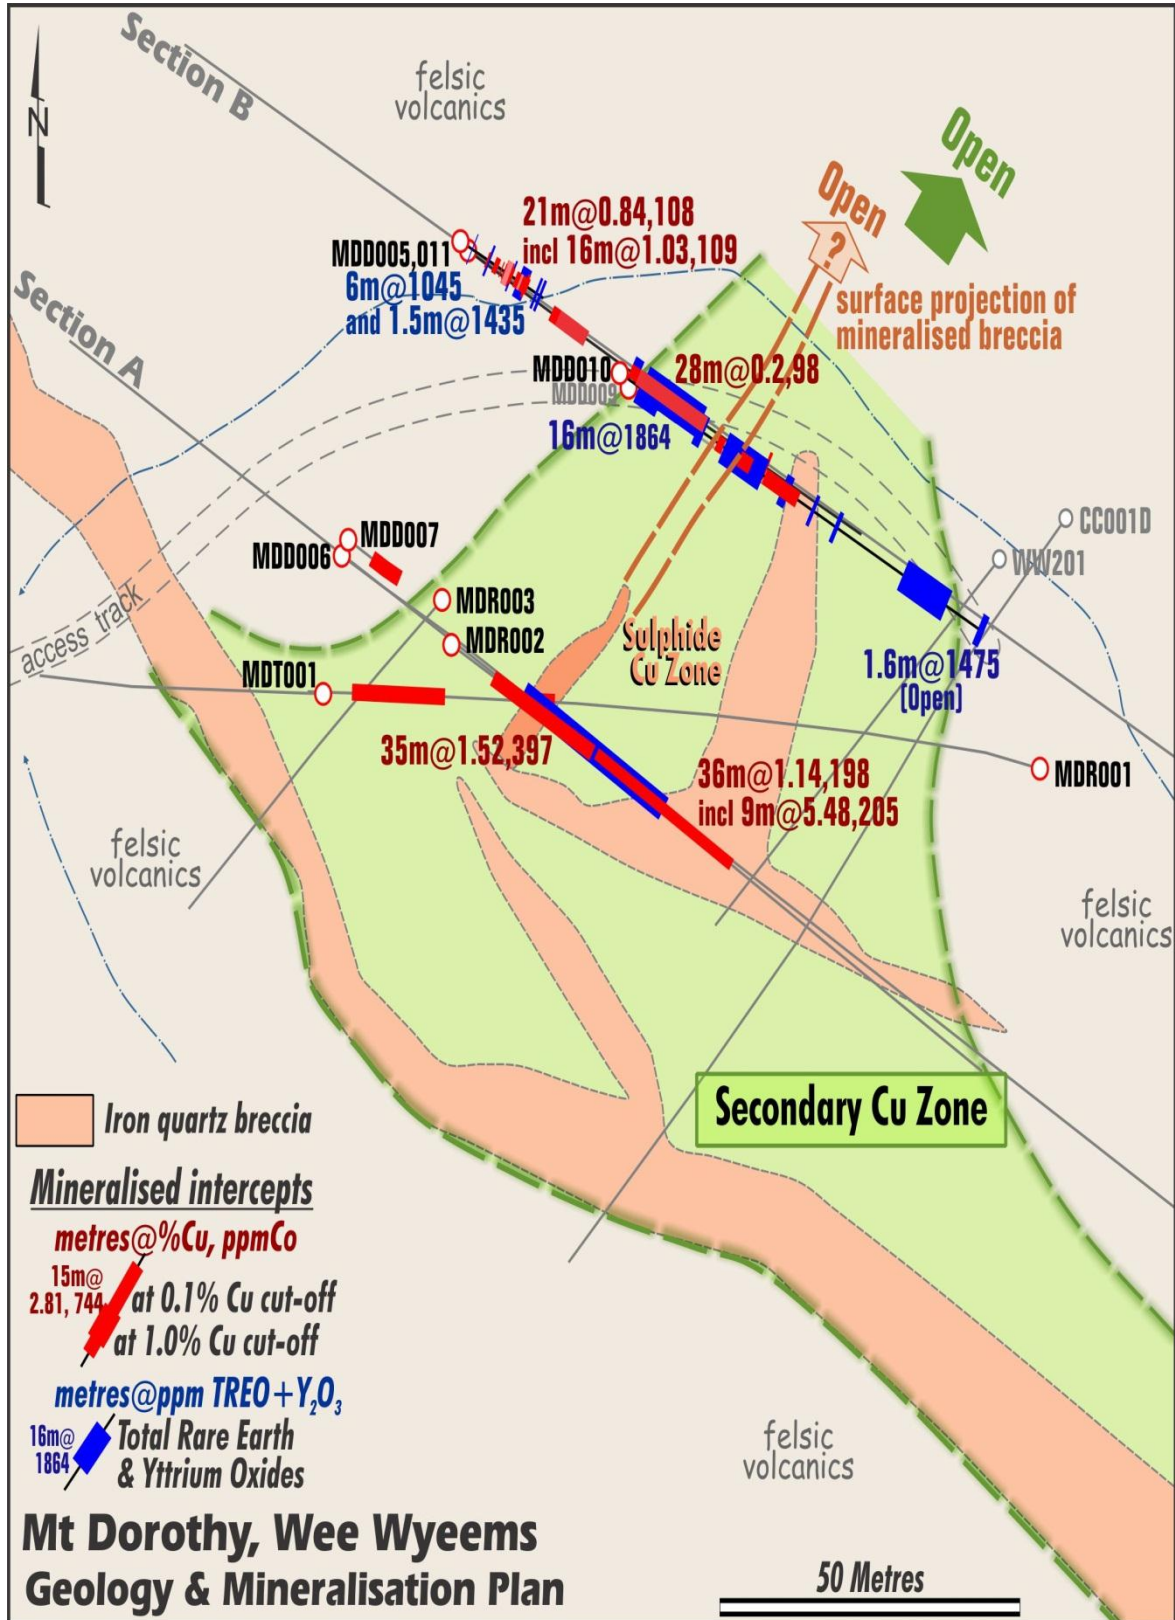 Section B
felsic
volcanics
N
Open
Open
?
21m@0.84,108
incl 16m@1.03,109
MDD005,011
6m@1045
and 1.5m@1435
surface projection of
mineralised breccia
Section A
MDD010
MDD009
28m@0.2,98
16m@1864
CC001D
WW201
MDD007
MDD006
MDR003
MDR002
access track
Sulphide
Cu Zone
1.6m@1475
(Open)
MDT001
35m@1.52,397
36m@1.14,198
incl 9m@5.48,205
MDR001
felsic
volcanics
felsic
volcanics
Secondary Cu Zone
Iron quartz breccia
Mineralised intercepts
metres@%Cu, ppmCo
15m@
2.81, 744
at 0.1% Cu cut-off
at 1.0% Cu cut-off
metres@ppm TREO+Y₂O₃
16m@
1864
Total Rare Earth
& Yttrium Oxides
felsic
volcanics
Mt Dorothy, Wee Wyeems
Geology & Mineralisation Plan
50 Metres